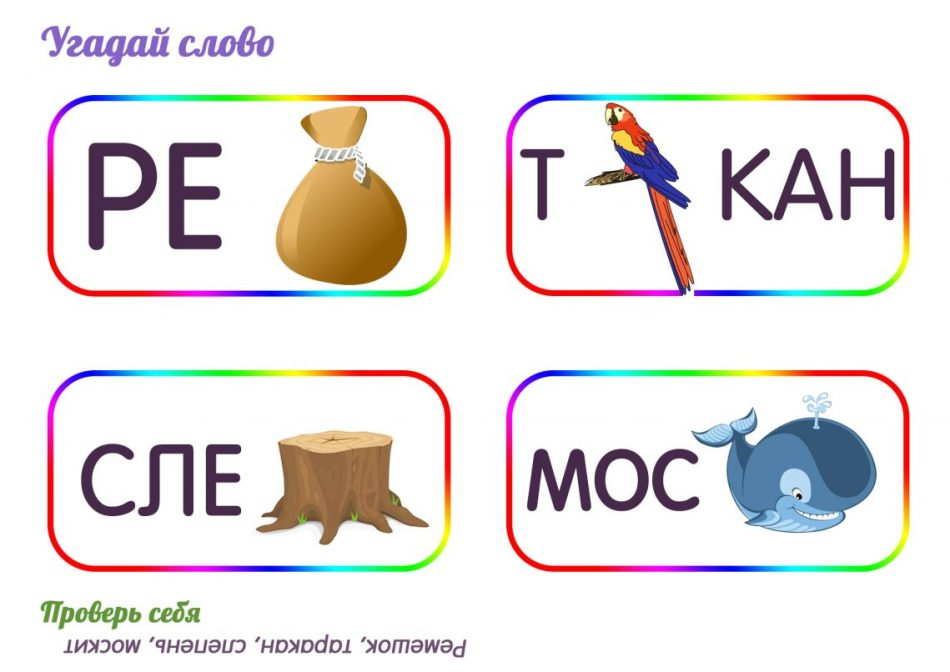 Угадай слово
РЕ
Т КАН
СЛЕ
МОС
Проверь себя
Ремешок, таракан, слепень, москит